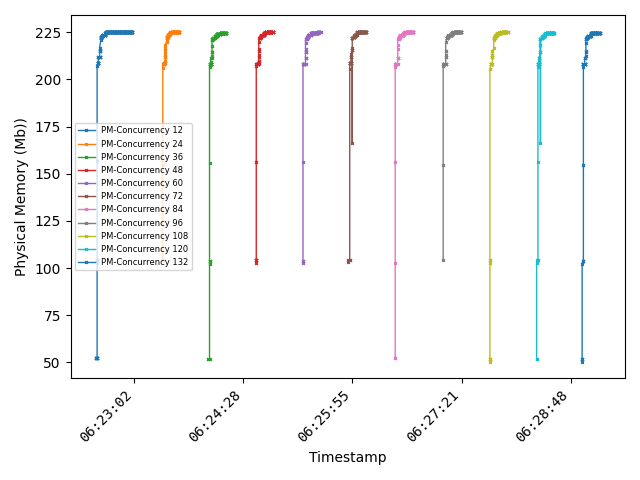 225
200
175
150
125
100
75
50
Physical Memory (Mb))
PM-Concurrency 12
PM-Concurrency 24
PM-Concurrency 36
PM-Concurrency 48
PM-Concurrency 60
PM-Concurrency 72
PM-Concurrency 84
PM-Concurrency 96
PM-Concurrency 108
PM-Concurrency 120
PM-Concurrency 132
06:23:02
06:24:28
06:25:55
06:27:21
06:28:48
Timestamp